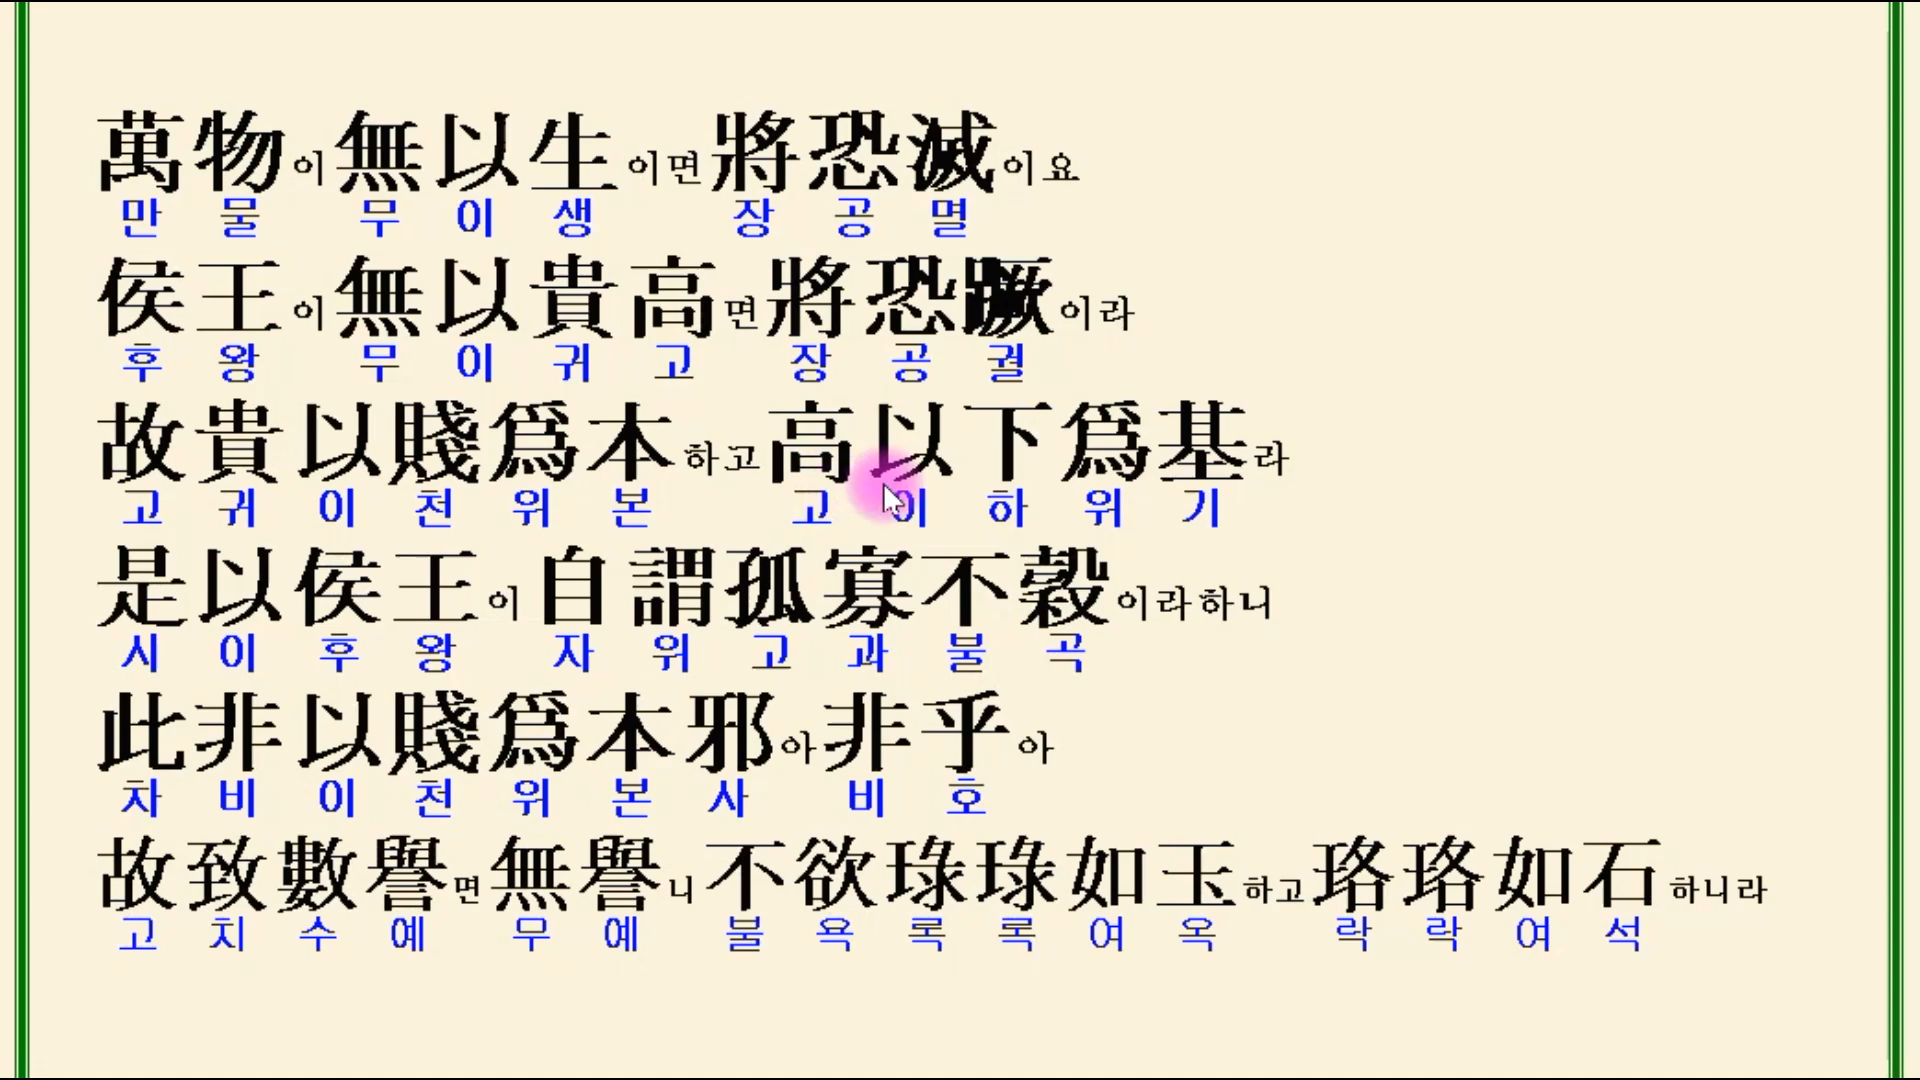 萬物이無以生이면將恐滅이요
만물 무이생 장공멸
侯王이無以貴高면將恐蹶이라
후왕 무이귀고 장공궐
故貴以賤爲本하고高以下爲基라
고귀이천위본 고이하위기
是以侯王이自謂孤寡不穀이라하니
시이후왕 자위고과불곡
此非以賤爲本邪아非乎아
차비이천위본사 비호
故致數譽면無譽니不欲琭琭如玉하고珞珞如石하니라
고치수예 무예 불욕록록여옥 락락여석